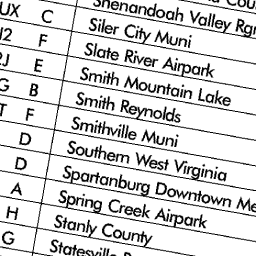 Shenandoah Valley Rgn
UX C Siler City Muni
F Slate River Airpark
E Smith Mountain Lake
G B Smith Reynolds
T F Smithville Muni
D Southern West Virginia
D Spartanburg Downtown
A Spring Creek Airpark
H Stanly County
G Statesville